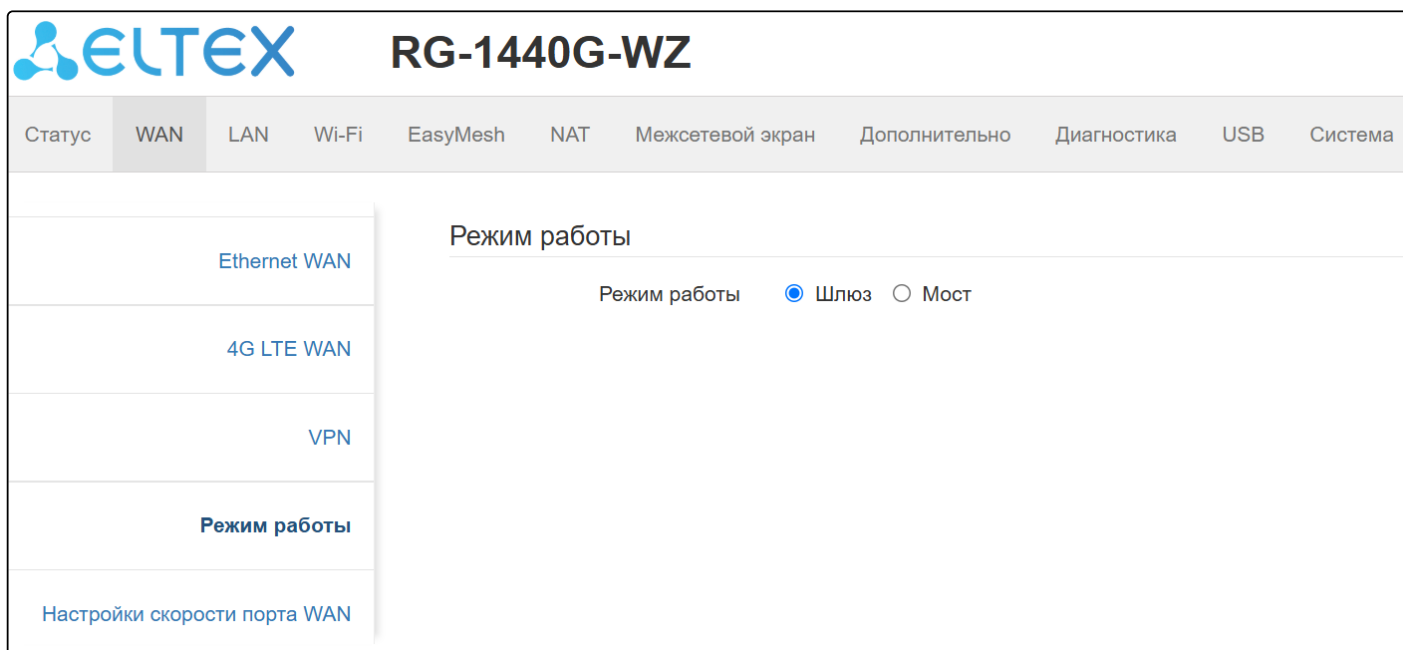 ELTEX RG-1440G-WZ
Статус WAN LAN Wi-Fi EasyMesh NAT Межсетевой экран Дополнительно Диагностика USB Система
Режим работы
Ethernet WAN
Режим работы Шлюз Мост
4G LTE WAN
VPN
Режим работы
Настройки скорости порта WAN